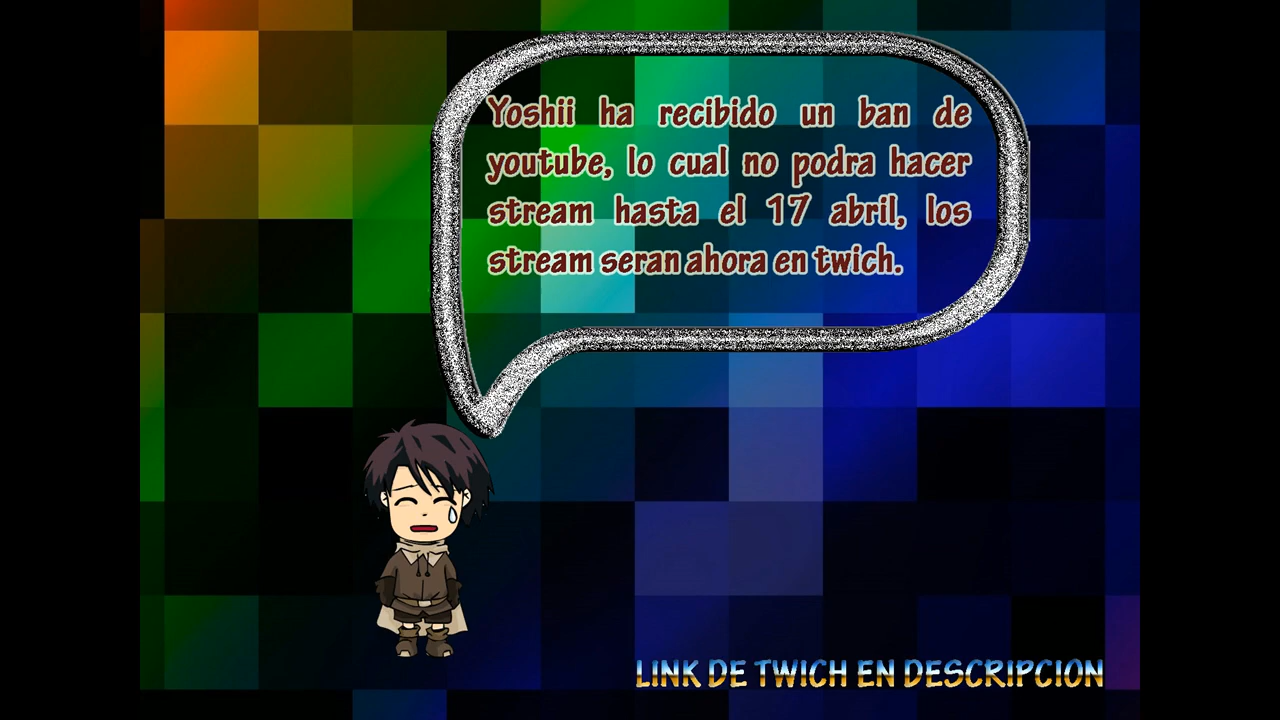 Yoshii ha recibido un ban de
youtube, lo cual no podra hacer
stream hasta el 17 abril, los
stream seran ahora en twich.
LINK DE TWICH EN DESCRIPCION